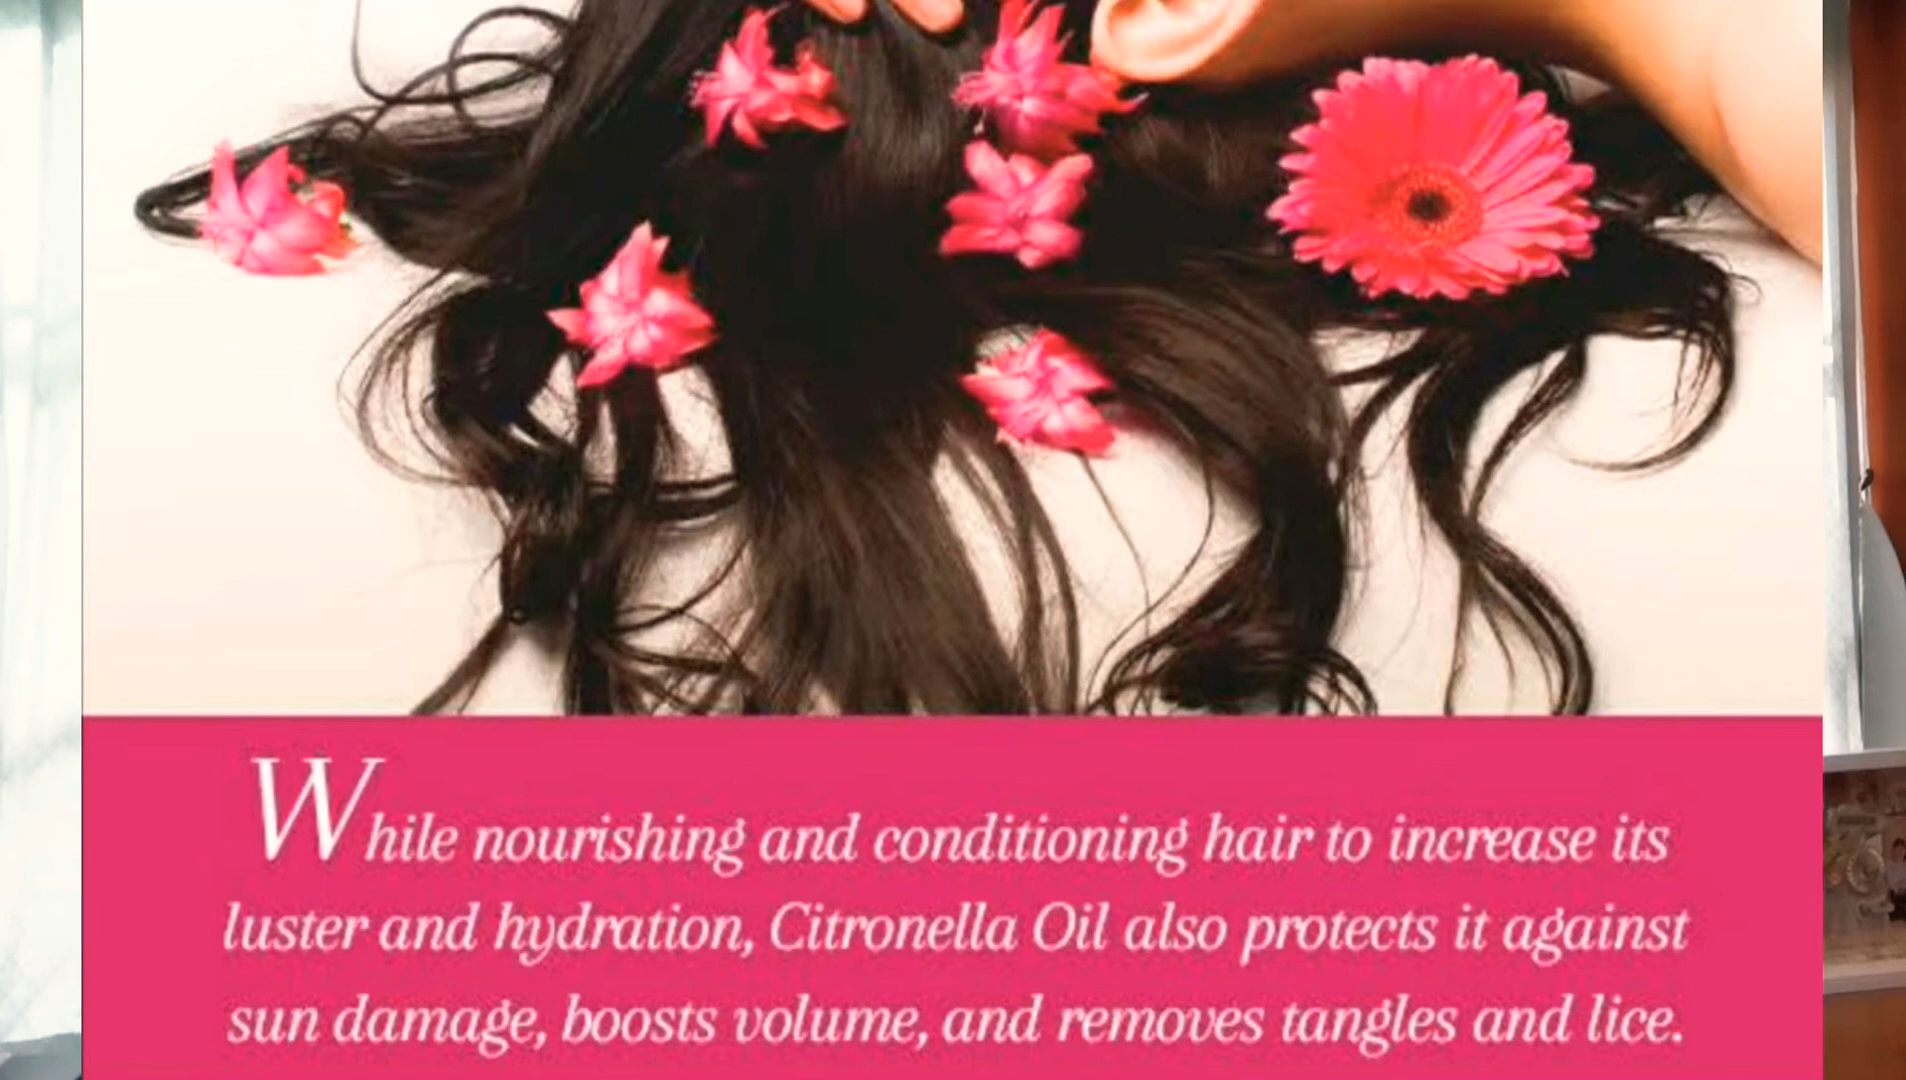 While nourishing and conditioning hair to increase its
luster and hydration, Citronella Oil also protects it against
sun damage, boosts volume, and removes tangles and lice.